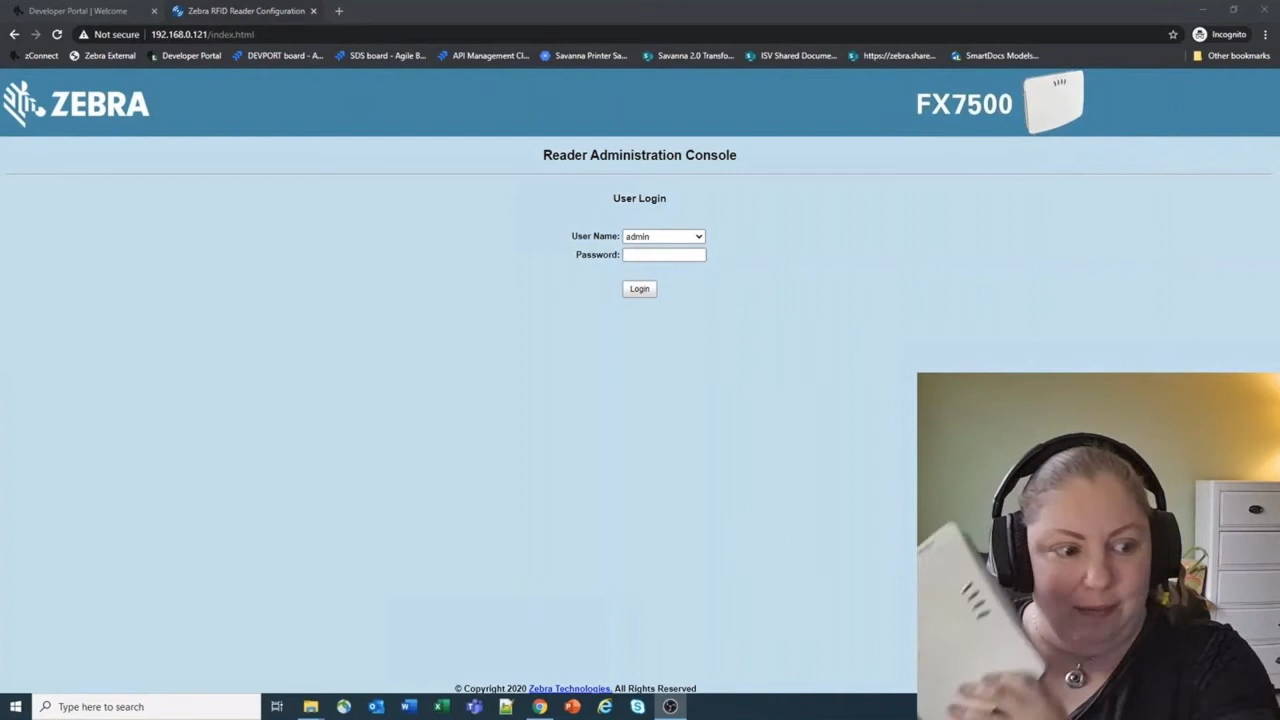 Developer Portal | Welcome
Zebra RFID Reader Configuration
Not secure
192.168.0.121/index.html
Incognito
zConnect
Zebra External
Developer Portal
DEVPORT board - A...
SDS board - Agile B...
API Management Cl...
Savanna Printer Sa...
Savanna 2.0 Transfo...
ISV Shared Docume...
https://zebra.share...
SmartDocs Models...
Other bookmarks
ZEBRA
FX7500
Reader Administration Console
User Login
User Name: admin
Password:
Login
© Copyright 2020 Zebra Technologies. All Rights Reserved
Type here to search